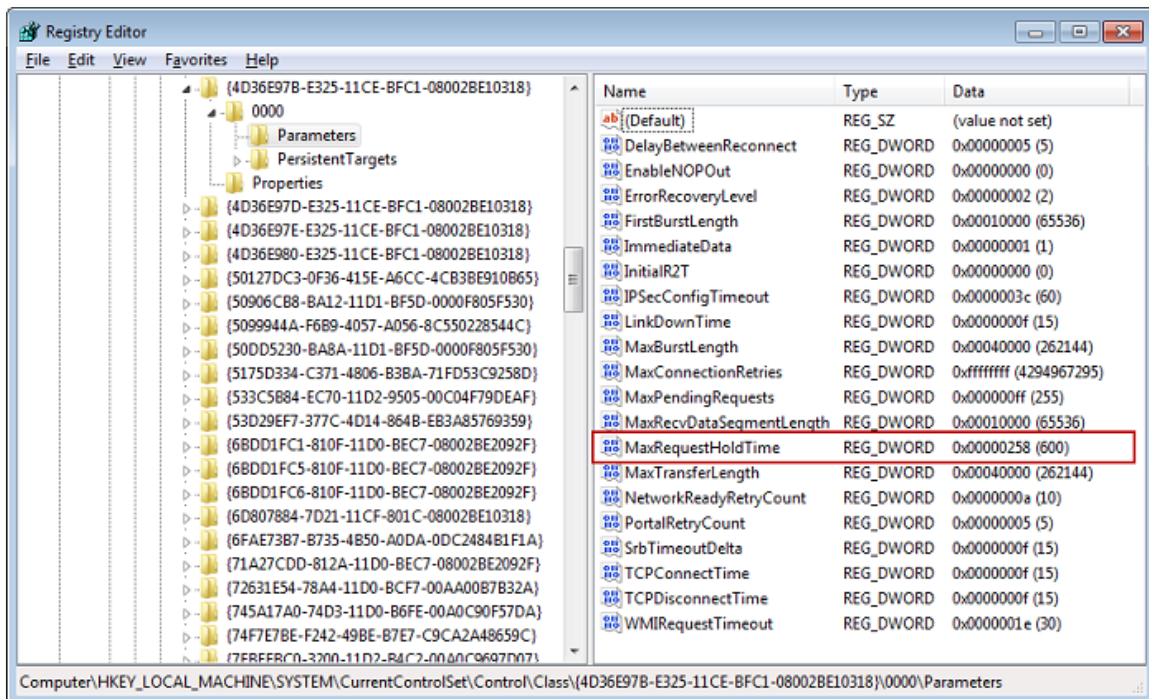 Registry Editor
File Edit View Favorites Help
{4D36E97B-E325-11CE-BFC1-08002BE10318}
0000
Parameters
PersistentTargets
Properties
{4D36E97D-E325-11CE-BFC1-08002BE10318}
{4D36E97E-E325-11CE-BFC1-08002BE10318}
{4D36E980-E325-11CE-BFC1-08002BE10318}
{50127DC3-0F36-415E-A6CC-4CB3BE910B65}
{50906CB8-BA12-11D1-BF5D-0000F805F530}
{5099944A-F6B9-4057-A056-8C550228544C}
{50DD5230-BA8A-11D1-BF5D-0000F805F530}
{5175D334-C371-4806-B3BA-71FD53C9258D}
{533C5B84-EC70-11D2-9505-00C04F79DEAF}
{53D29EF7-377C-4D14-864B-EB3A85769359}
{6BDD1FC1-810F-11D0-BEC7-08002BE2092F}
{6BDD1FC5-810F-11D0-BEC7-08002BE2092F}
{6BDD1FC6-810F-11D0-BEC7-08002BE2092F}
{6D807884-7D21-11CF-801C-08002BE10318}
{6FAE73B7-B735-4B50-A0DA-0DC2484B1F1A}
{71A27CDD-812A-11D0-BEC7-08002BE2092F}
{72631E54-78A4-11D0-BCF7-00AA00B7B32A}
{745A17A0-74D3-11D0-B6FE-00A0C90F57DA}
{74F7E7BE-F242-49BE-B7E7-C9CA2A48659C}
{7EBEFBC0-3200-11D2-B4C2-00A0C9697D07}
Name Type Data
(Default) REG_SZ (value not set)
DelayBetweenReconnect REG_DWORD 0x00000005 (5)
EnableNOPOut REG_DWORD 0x00000000 (0)
ErrorRecoveryLevel REG_DWORD 0x00000002 (2)
FirstBurstLength REG_DWORD 0x00010000 (65536)
ImmediateData REG_DWORD 0x00000001 (1)
InitialR2T REG_DWORD 0x00000000 (0)
IPSecConfigTimeout REG_DWORD 0x0000003c (60)
LinkDownTime REG_DWORD 0x0000000f (15)
MaxBurstLength REG_DWORD 0x00040000 (262144)
MaxConnectionRetries REG_DWORD 0xffffffff (4294967295)
MaxPendingRequests REG_DWORD 0x000000ff (255)
MaxRecvDataSegmentLength REG_DWORD 0x00010000 (65536)
MaxRequestHoldTime REG_DWORD 0x00000258 (600)
MaxTransferLength REG_DWORD 0x00040000 (262144)
NetworkReadyRetryCount REG_DWORD 0x0000000a (10)
PortalRetryCount REG_DWORD 0x00000005 (5)
SrbTimeoutDelta REG_DWORD 0x0000000f (15)
TCPConnectTime REG_DWORD 0x0000000f (15)
TCPDisconnectTime REG_DWORD 0x0000000f (15)
WMIRequestTimeout REG_DWORD 0x0000001e (30)
Computer\HKEY_LOCAL_MACHINE\SYSTEM\CurrentControlSet\Control\Class\{4D36E97B-E325-11CE-BFC1-08002BE10318}\0000\Parameters